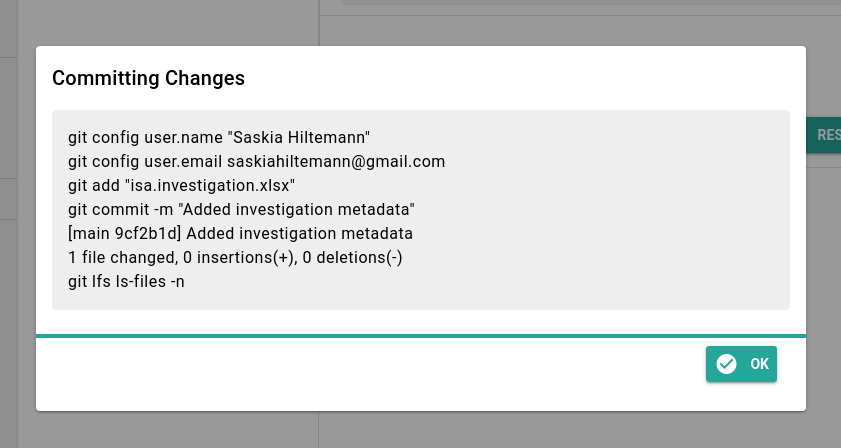 Committing Changes
git config user.name "Saskia Hiltemann"
git config user.email saskiahiltemann@gmail.com
git add "isa.investigation.xlsx"
git commit -m "Added investigation metadata"
[main 9cf2b1d] Added investigation metadata
1 file changed, 0 insertions(+), 0 deletions(-)
git lfs ls-files -n
RES
OK